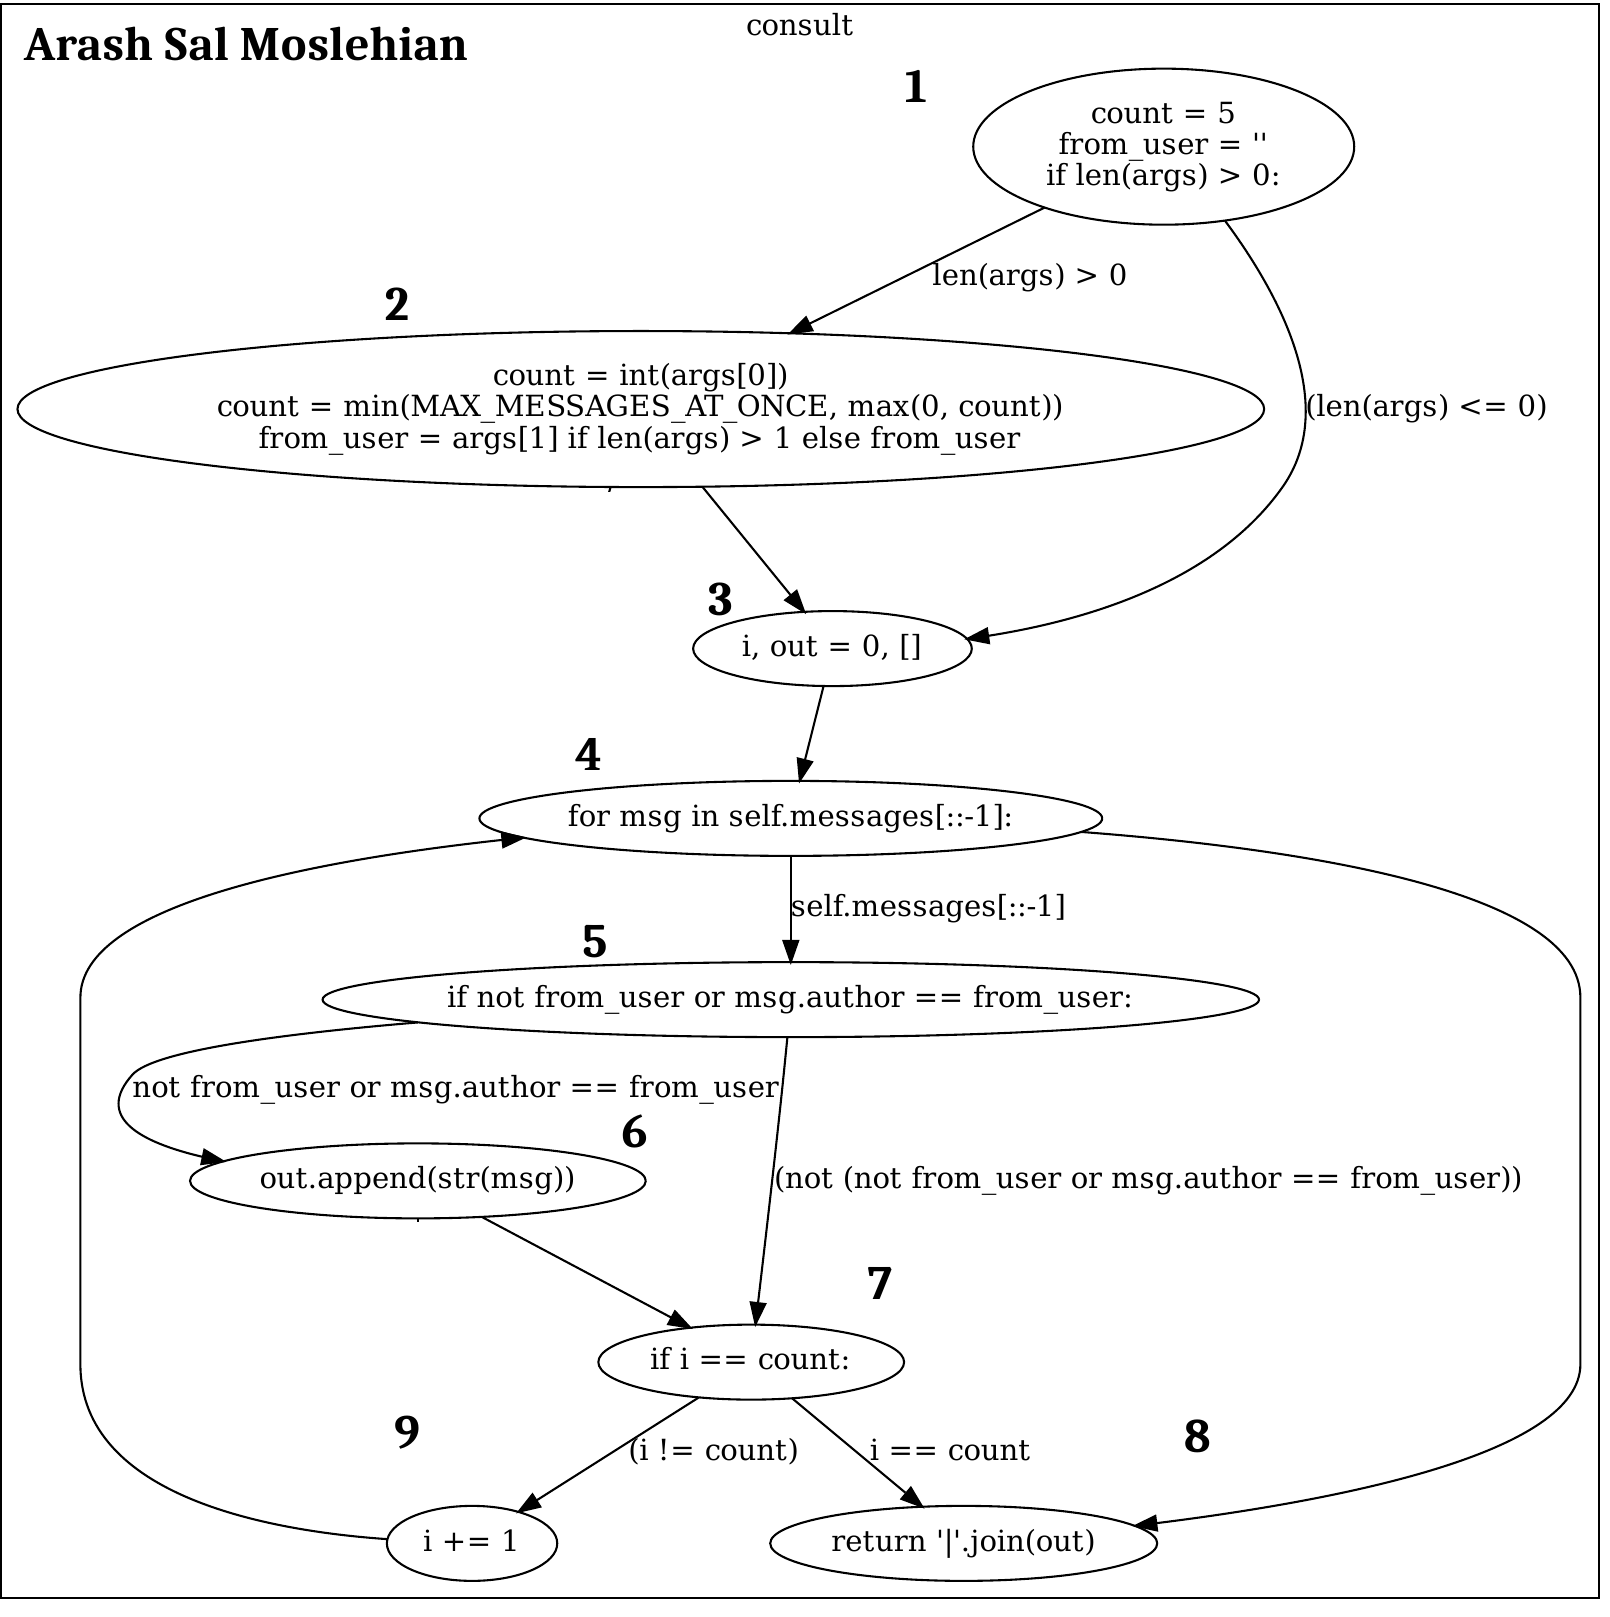 consult
Arash Sal Moslehian
1
count = 5
from_user = ''
if len(args) > 0:
len(args) > 0
2
count = int(args[0])
count = min(MAX_MESSAGES_AT_ONCE, max(0, count))
from_user = args[1] if len(args) > 1 else from_user
(len(args) <= 0)
3
i, out = 0, []
4
for msg in self.messages[::-1]:
self.messages[::-1]
5
if not from_user or msg.author == from_user:
not from_user or msg.author == from_user
6
out.append(str(msg))
(not (not from_user or msg.author == from_user))
7
if i == count:
9
(i != count)
i == count
8
i += 1
return '|'.join(out)